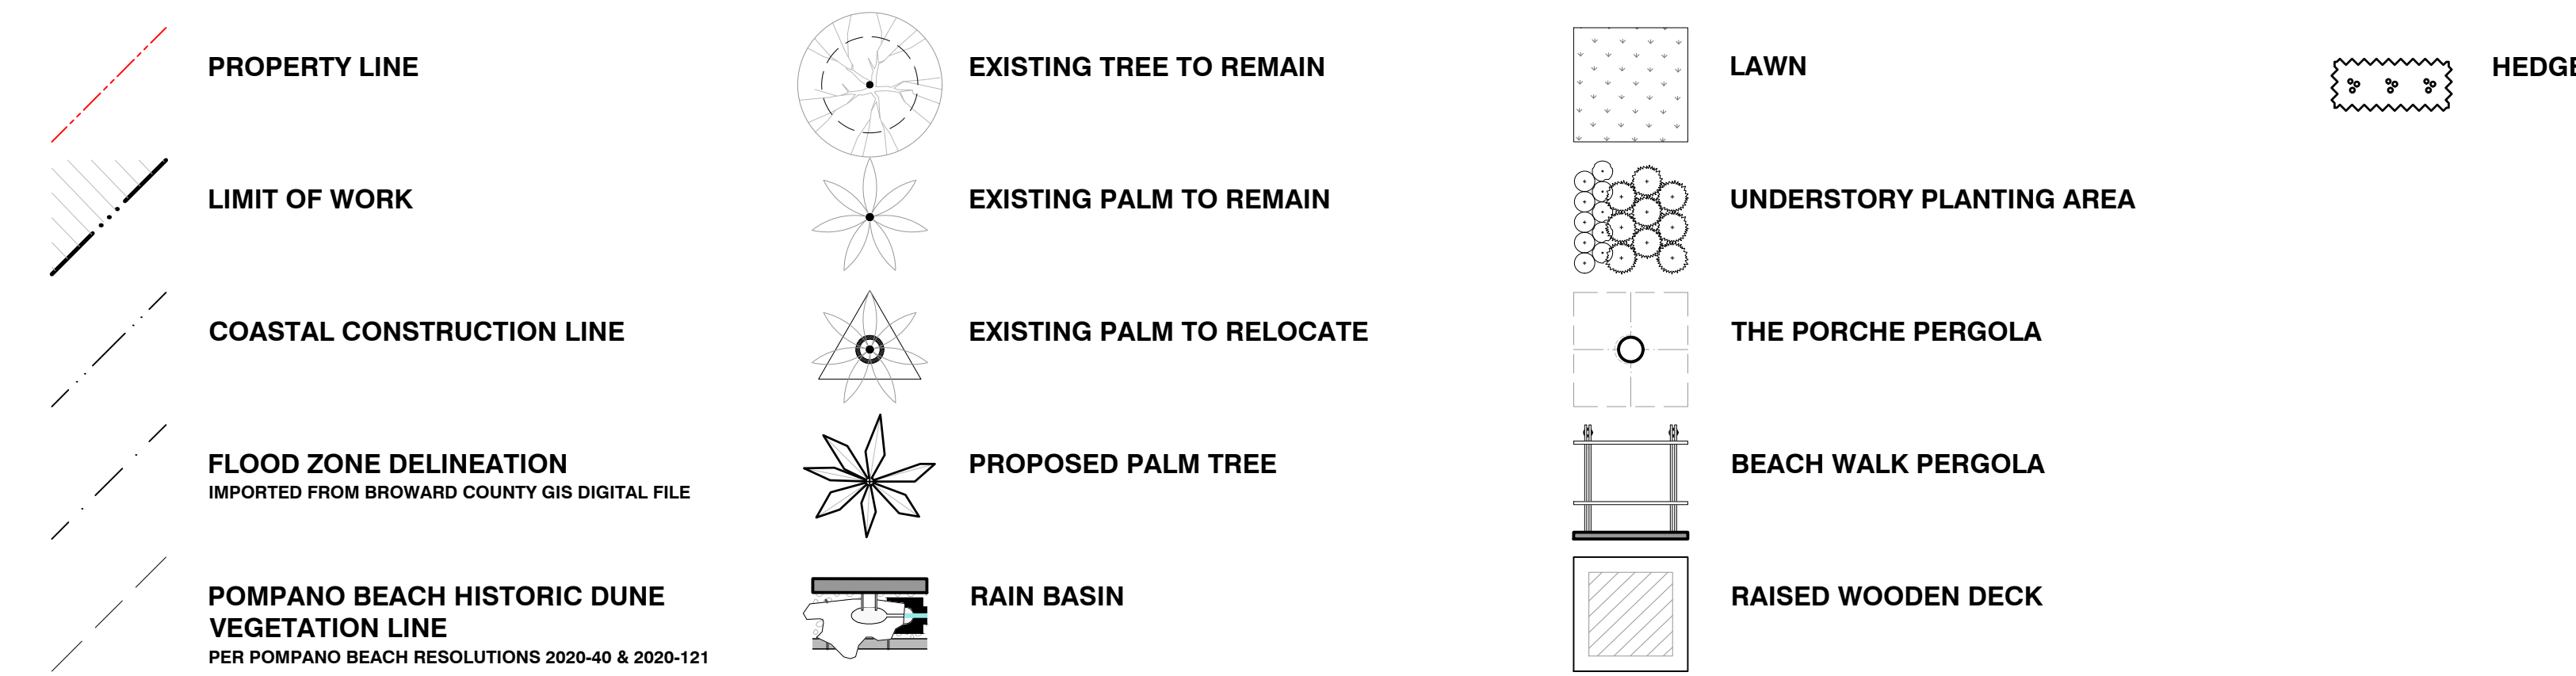 PROPERTY LINE
LIMIT OF WORK
COASTAL CONSTRUCTION LINE
FLOOD ZONE DELINEATION
IMPORTED FROM BROWARD COUNTY GIS DIGITAL FILE
POMPANO BEACH HISTORIC DUNE
VEGETATION LINE
PER POMPANO BEACH RESOLUTIONS 2020-40 & 2020-121
EXISTING TREE TO REMAIN
EXISTING PALM TO REMAIN
EXISTING PALM TO RELOCATE
PROPOSED PALM TREE
RAIN BASIN
LAWN
UNDERSTORY PLANTING AREA
THE PORCHE PERGOLA
BEACH WALK PERGOLA
RAISED WOODEN DECK
HEDGE